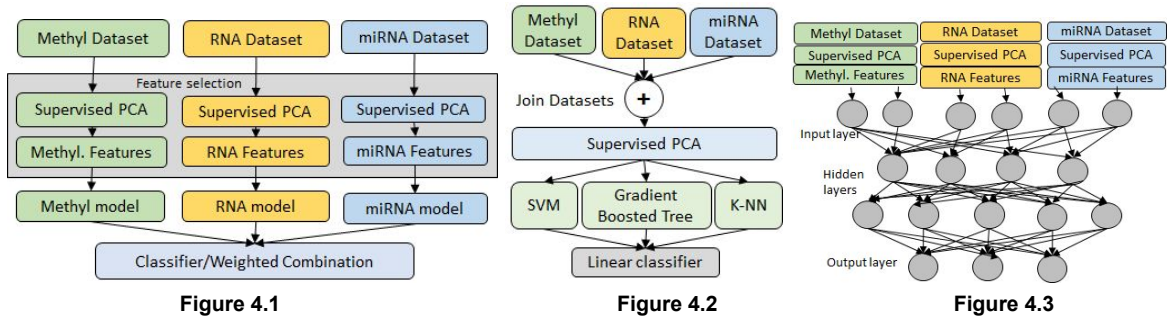 Methyl Dataset
RNA Dataset
miRNA Dataset
Feature selection
Supervised PCA
Supervised PCA
Supervised PCA
Methyl. Features
RNA Features
miRNA Features
Methyl model
RNA model
miRNA model
Classifier/Weighted Combination
Figure 4.1
Methyl
Dataset
RNA
Dataset
miRNA
Dataset
Join Datasets
+
Supervised PCA
SVM
Gradient
Boosted Tree
K-NN
Linear classifier
Figure 4.2
Methyl Dataset
RNA Dataset
miRNA Dataset
Supervised PCA
Supervised PCA
Supervised PCA
Methyl. Features
RNA Features
miRNA Features
Input layer
Hidden
layers
Output layer
Figure 4.3